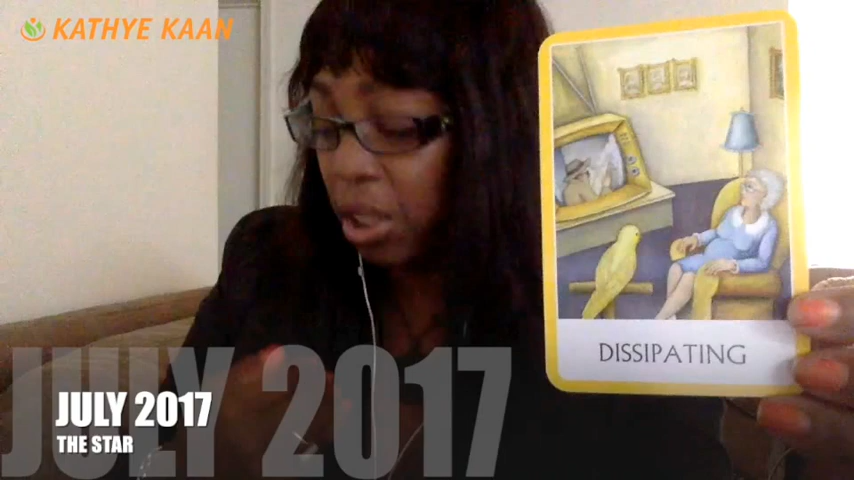 KATHYE KAAN
DISSIPATING
JULY 2017
JULY 2017
THE STAR